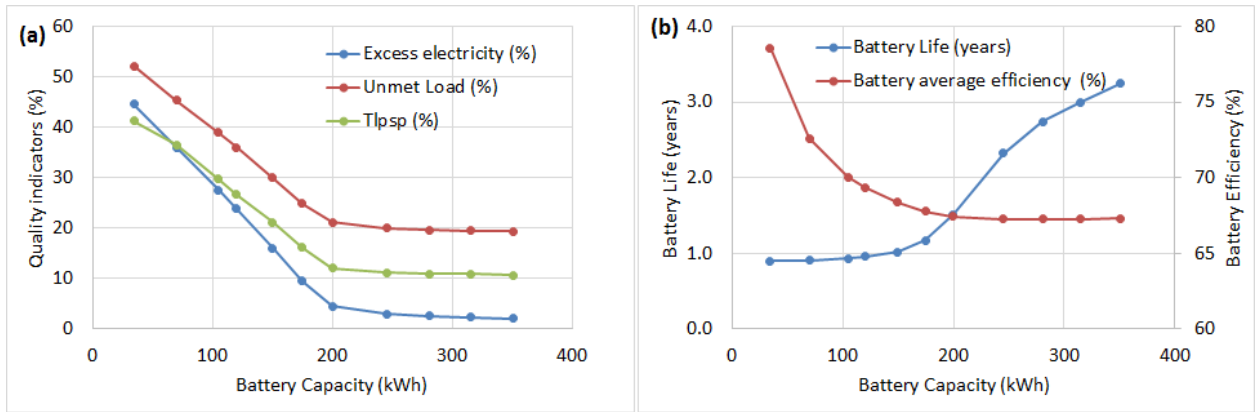 (a)
Excess electricity (%)
Unmet Load (%)
Tlpsp (%)
Quality indicators (%)
60
50
40
30
20
10
0
0 100 200 300 400
Battery Capacity (kWh)
(b)
Battery Life (years)
Battery average efficiency (%)
Battery Life (years)
4.0
3.0
2.0
1.0
0.0
80
75
70
65
60
Battery Efficiency (%)
0 100 200 300 400
Battery Capacity (kWh)